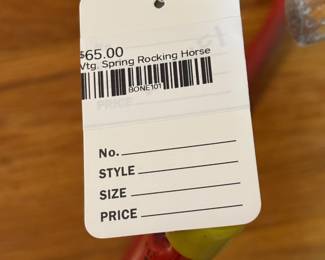 $65.00
Vtg. Spring Rocking Horse
BONE101
PRICE
No.
STYLE
SIZE
PRICE